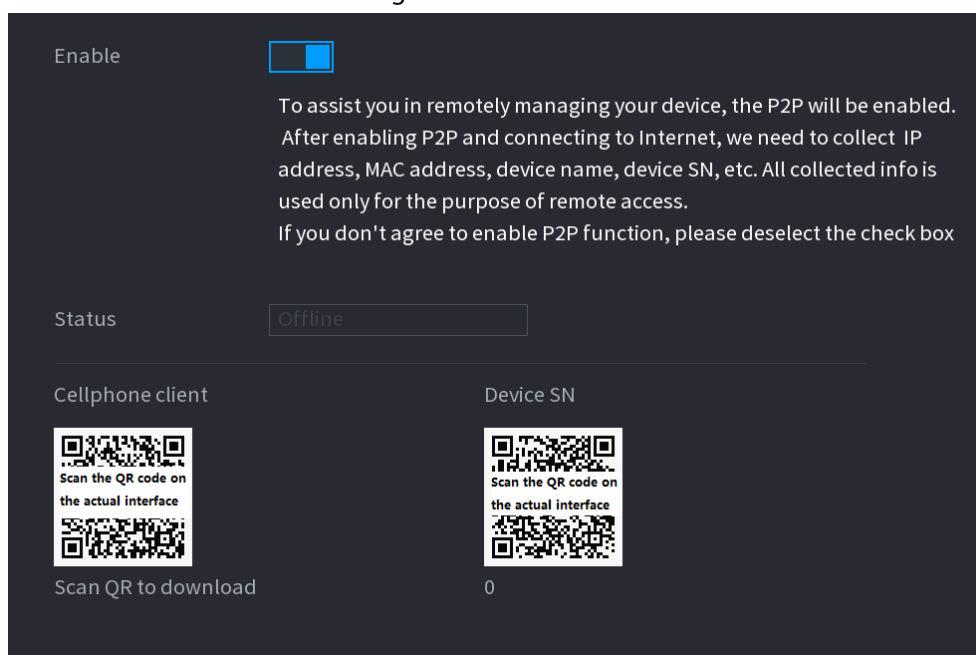 Enable
To assist you in remotely managing your device, the P2P will be enabled.
After enabling P2P and connecting to Internet, we need to collect IP
address, MAC address, device name, device SN, etc. All collected info is
used only for the purpose of remote access.
If you don't agree to enable P2P function, please deselect the check box
Status
Offline
Cellphone client
Device SN
Scan the QR code on
the actual interface
Scan the QR code on
the actual interface
Scan QR to download
0